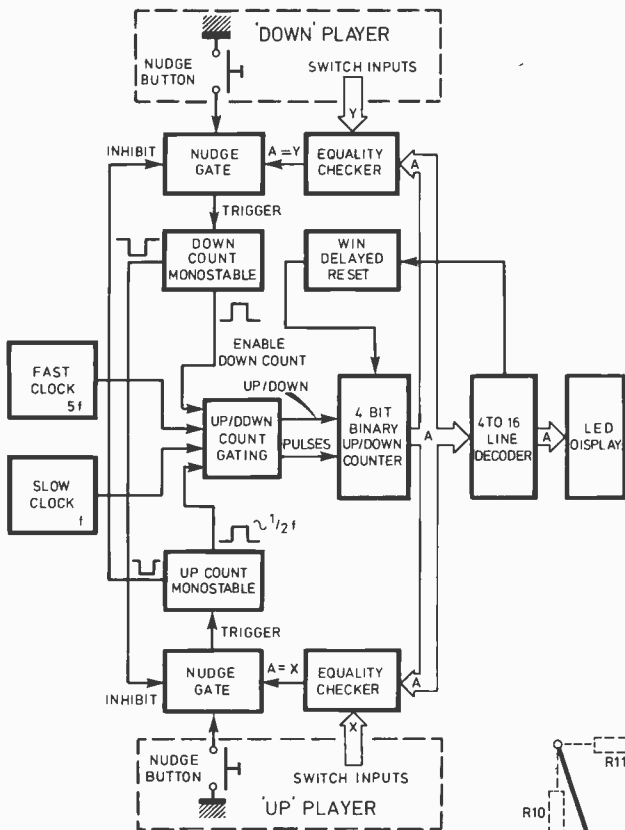 'DOWN' PLAYER
NUDGE
BUTTON
SWITCH INPUTS
Y
INHIBIT
NUDGE
GATE
A=Y
EQUALITY
CHECKER
A
TRIGGER
DOWN
COUNT
MONOSTABLE
WIN
DELAYED
RESET
ENABLE
DOWN COUNT
FAST
CLOCK
5f
UP/DOWN
UP/DOWN
COUNT
GATING
PULSES
4 BIT
BINARY
UP/DOWN
COUNTER
A
4 TO 16
LINE
DECODER
A
LED
DISPLAY
SLOW
CLOCK
f
~1/2f
UP COUNT
MONOSTABLE
TRIGGER
NUDGE
GATE
A=X
EQUALITY
CHECKER
A
INHIBIT
X
NUDGE
BUTTON
SWITCH INPUTS
'UP' PLAYER
R11
R10